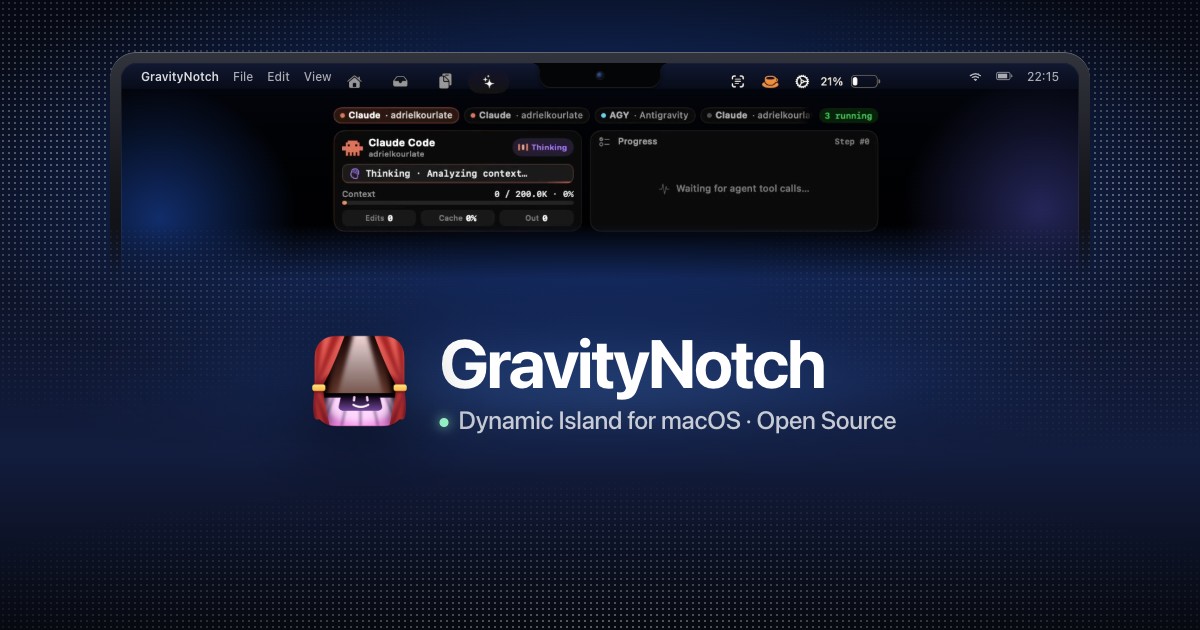 GravityNotch File Edit View 21% 22:15
Claude · adrielkourlate Claude · adrielkourlate AGY · Antigravity Claude · adrielkourla 3 running
Claude Code Thinking
adrielkourlate
Thinking · Analyzing context...
Context 0 / 200.0K · 0%
Edits 0 Cache 0% Out 0
Progress Step #0
Waiting for agent tool calls...
GravityNotch
Dynamic Island for macOS · Open Source